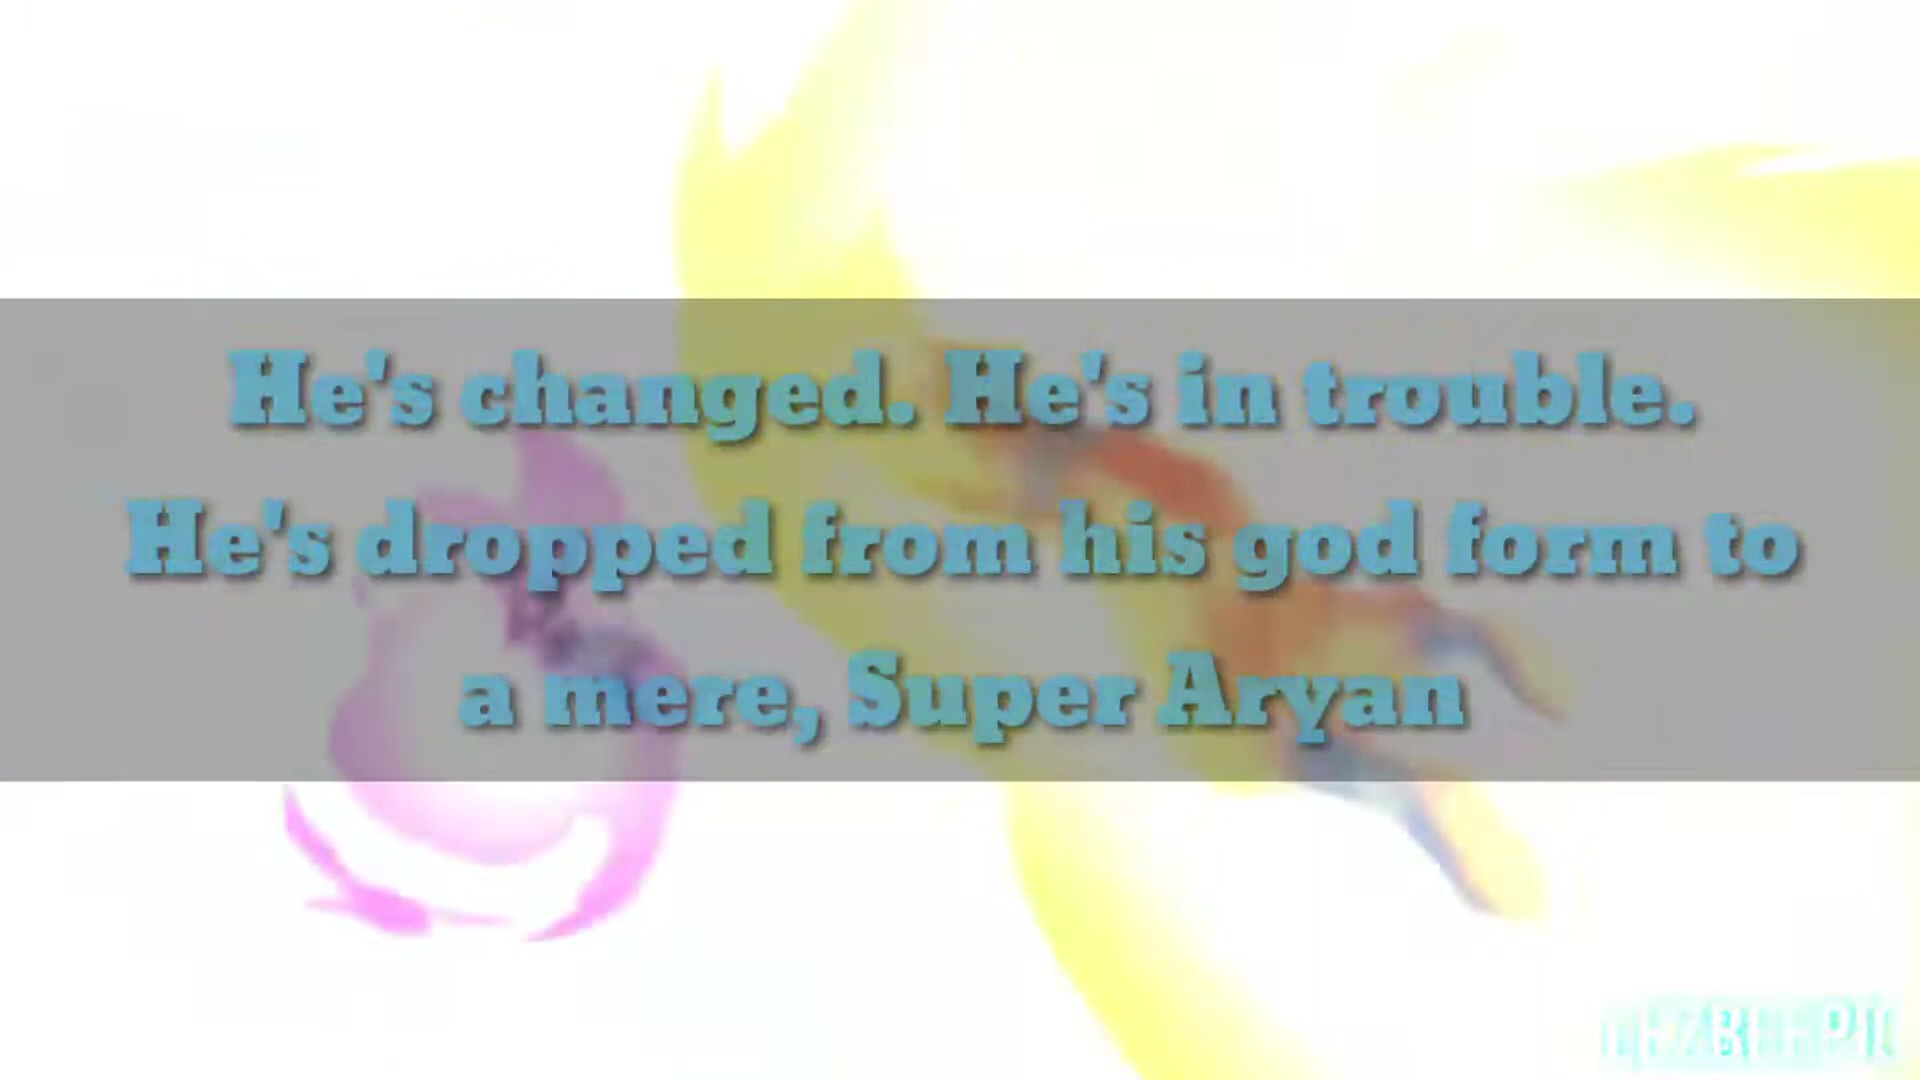 He's changed. He's in trouble.
He's dropped from his god form to
a mere, Super Aryan